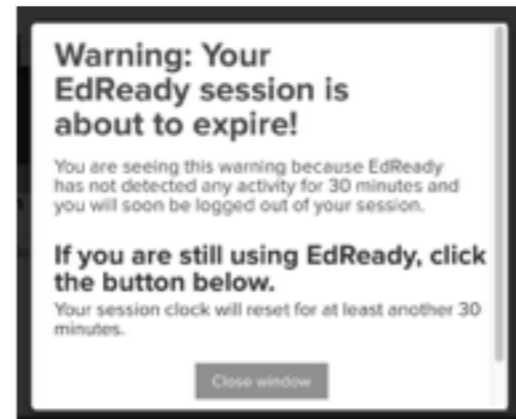 Warning: Your
EdReady session is
about to expire!
You are seeing this warning because EdReady
has not detected any activity for 30 minutes and
you will soon be logged out of your session.
If you are still using EdReady, click
the button below.
Your session clock will reset for at least another 30
minutes.
Close window